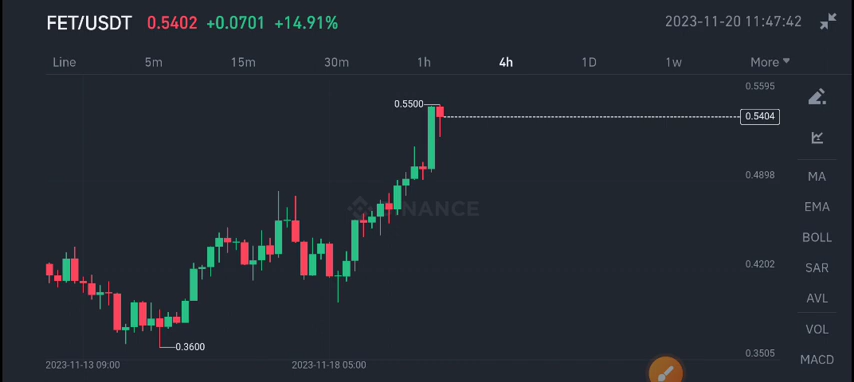 FET/USDT 0.5402 +0.0701 +14.91% 2023-11-20 11:47:42
Line 5m 15m 30m 1h 4h 1D 1w More
0.5595
0.5500
0.5404
0.4898
0.4202
0.3600
0.3505
2023-11-13 09:00 2023-11-18 05:00
BINANCE
MA
EMA
BOLL
SAR
AVL
VOL
MACD